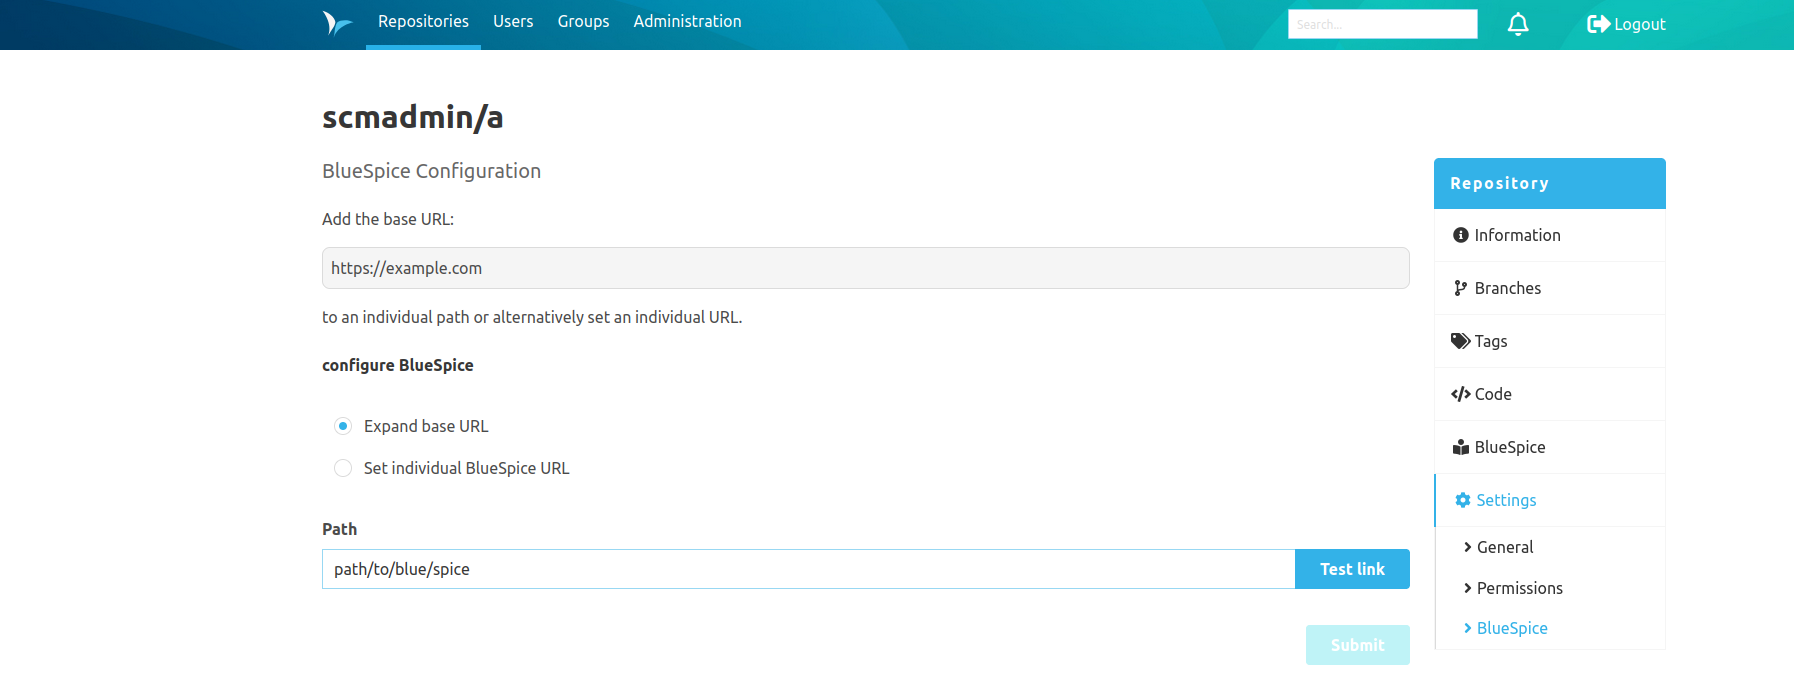 Repositories Users Groups Administration
Search...
Logout
scmadmin/a
BlueSpice Configuration
Add the base URL:
https://example.com
to an individual path or alternatively set an individual URL.
configure BlueSpice
Expand base URL
Set individual BlueSpice URL
Path
path/to/blue/spice
Test link
Submit
Repository
Information
Branches
Tags
Code
BlueSpice
Settings
General
Permissions
BlueSpice